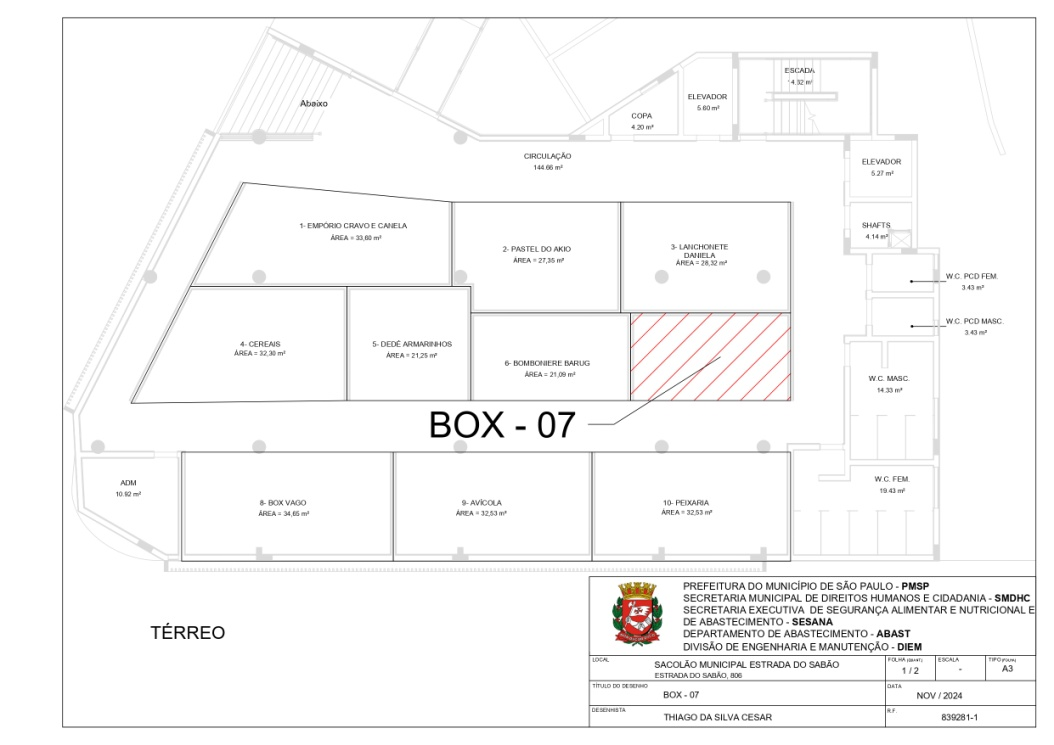 ESCADA
14.32 m²
Abaixo
ELEVADOR
5.60 m²
COPA
4.20 m²
CIRCULAÇÃO
144.66 m²
ELEVADOR
5.27 m²
SHAFTS
4.14 m²
1- EMPÓRIO CRAVO E CANELA
ÁREA = 33,60 m²
2- PASTEL DO AKIO
ÁREA = 27,35 m²
3- LANCHONETE
DANIELA
ÁREA = 28,32 m²
W.C. PCD FEM.
3.43 m²
W.C. PCD MASC.
3.43 m²
4- CEREAIS
ÁREA = 32,30 m²
5- DEDÉ ARMARINHOS
ÁREA = 21,25 m²
6- BOMBONIERE BARUG
ÁREA = 21,09 m²
W.C. MASC.
14.33 m²
BOX - 07
ADM
10.92 m²
8- BOX VAGO
ÁREA = 34,65 m²
9- AVÍCOLA
ÁREA = 32,53 m²
10- PEIXARIA
ÁREA = 32,53 m²
W.C. FEM.
19.43 m²
TÉRREO
PREFEITURA DO MUNICÍPIO DE SÃO PAULO - PMSP
SECRETARIA MUNICIPAL DE DIREITOS HUMANOS E CIDADANIA - SMDHC
SECRETARIA EXECUTIVA DE SEGURANÇA ALIMENTAR E NUTRICIONAL E
DE ABASTECIMENTO - SESANA
DEPARTAMENTO DE ABASTECIMENTO - ABAST
DIVISÃO DE ENGENHARIA E MANUTENÇÃO - DIEM
LOCAL
SACOLÃO MUNICIPAL ESTRADA DO SABÃO
ESTRADA DO SABÃO, 806
FOLHA (QUANT.)
1 / 2
ESCALA
-
TIPO (FOLHA)
A3
TÍTULO DO DESENHO
BOX - 07
DATA
NOV / 2024
DESENHISTA
THIAGO DA SILVA CESAR
R.F.
839281-1